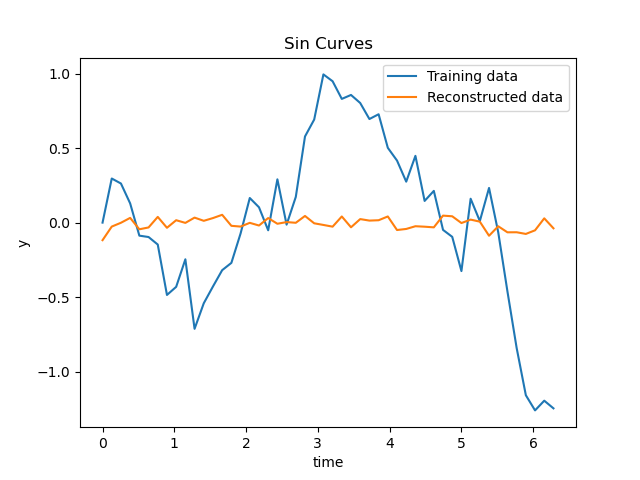 Sin Curves
Training data
Reconstructed data
1.0
0.5
0.0
−0.5
−1.0
y
0 1 2 3 4 5 6
time